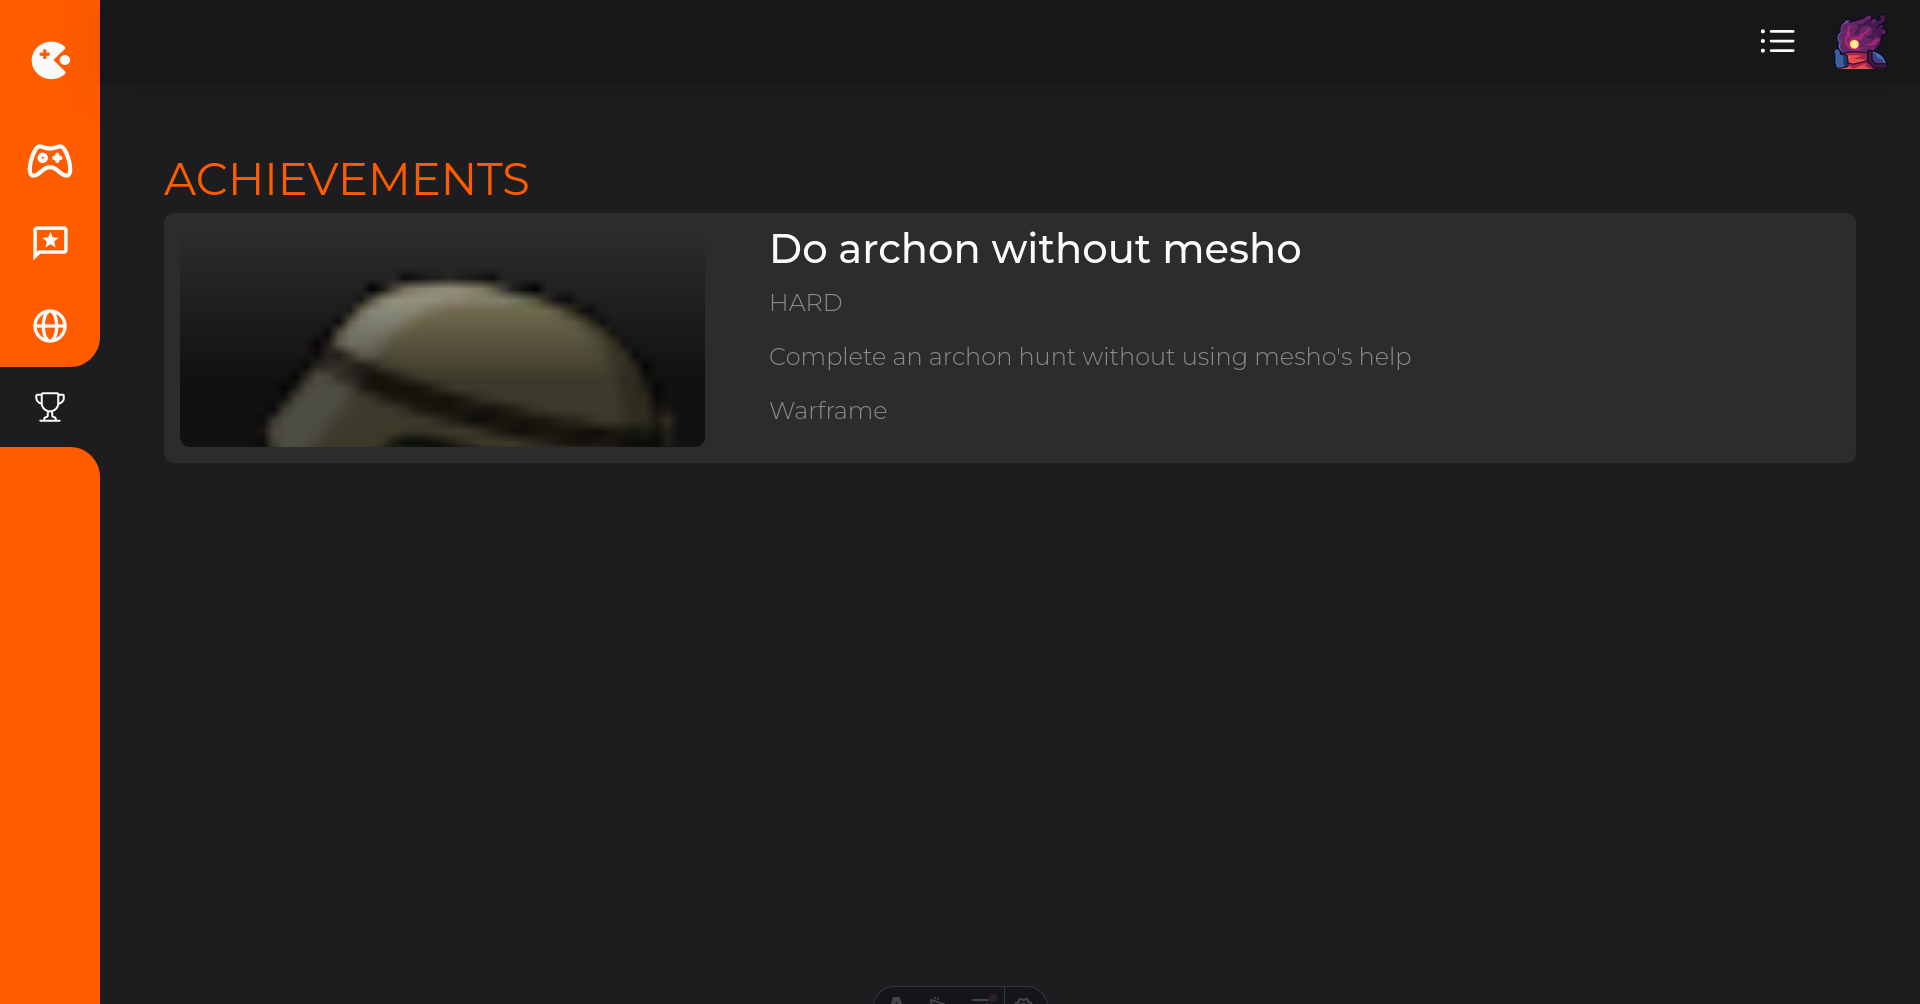 ACHIEVEMENTS
Do archon without mesho
HARD
Complete an archon hunt without using mesho's help
Warframe